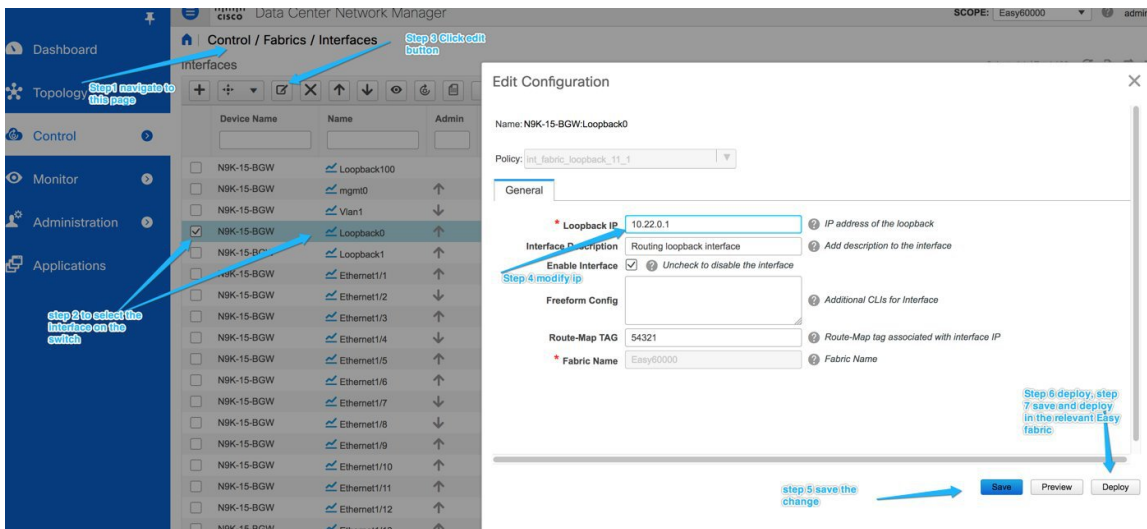 cisco Data Center Network Manager
SCOPE: Easy60000
admin
Dashboard
Topology
Control
Monitor
Administration
Applications
Control / Fabrics / Interfaces
Step 3 Click edit
button
Step1 navigate to
this page
Interfaces
Device Name Name Admin
N9K-15-BGW Loopback100
N9K-15-BGW mgmt0
N9K-15-BGW Vlan1
N9K-15-BGW Loopback0
N9K-15-BGW Loopback1
N9K-15-BGW Ethernet1/1
N9K-15-BGW Ethernet1/2
N9K-15-BGW Ethernet1/3
N9K-15-BGW Ethernet1/4
N9K-15-BGW Ethernet1/5
N9K-15-BGW Ethernet1/6
N9K-15-BGW Ethernet1/7
N9K-15-BGW Ethernet1/8
N9K-15-BGW Ethernet1/9
N9K-15-BGW Ethernet1/10
N9K-15-BGW Ethernet1/11
N9K-15-BGW Ethernet1/12
step 2 to select the
Interface on the
switch
Edit Configuration
Name: N9K-15-BGW:Loopback0
Policy: int_fabric_loopback_11_1
General
* Loopback IP 10.22.0.1 IP address of the loopback
Interface Description Routing loopback interface Add description to the interface
Enable Interface Uncheck to disable the interface
Step 4 modify ip
Freeform Config Additional CLIs for Interface
Route-Map TAG 54321 Route-Map tag associated with interface IP
* Fabric Name Easy60000 Fabric Name
Step 6 deploy, step
7 save and deploy
in the relevant Easy
fabric
step 5 save the
change
Save Preview Deploy